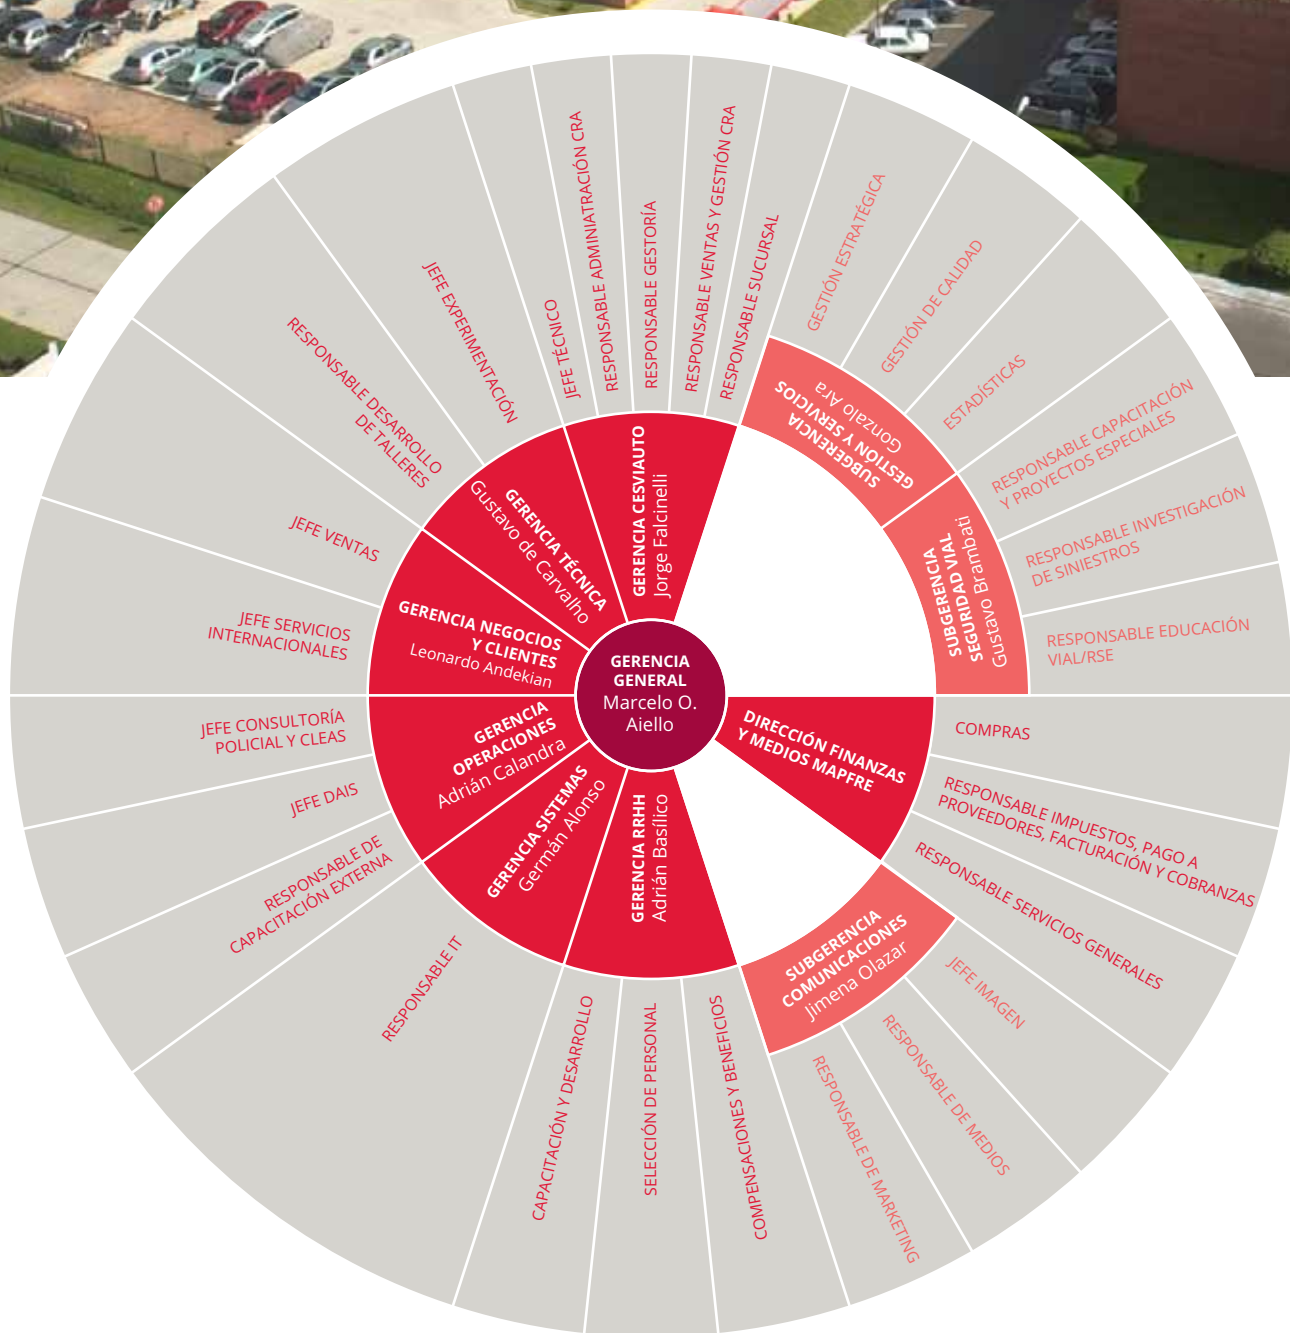 GERENCIA
GENERAL
Marcelo O.
Aiello
GERENCIA CESVIAUTO
Jorge Falcinelli
JEFE TÉCNICO
RESPONSABLE ADMINIATRACIÓN CRA
RESPONSABLE GESTORÍA
RESPONSABLE VENTAS Y GESTIÓN CRA
RESPONSABLE SUCURSAL
SUBGERENCIA
GESTIÓN Y SERVICIOS
Gonzalo Ara
GESTIÓN ESTRATÉGICA
GESTIÓN DE CALIDAD
ESTADÍSTICAS
SUBGERENCIA
SEGURIDAD VIAL
Gustavo Brambati
RESPONSABLE CAPACITACIÓN
Y PROYECTOS ESPECIALES
RESPONSABLE INVESTIGACIÓN
DE SINIESTROS
RESPONSABLE EDUCACIÓN
VIAL/RSE
DIRECCIÓN FINANZAS
Y MEDIOS MAPFRE
COMPRAS
RESPONSABLE IMPUESTOS, PAGO A
PROVEEDORES, FACTURACIÓN Y COBRANZAS
RESPONSABLE SERVICIOS GENERALES
SUBGERENCIA
COMUNICACIONES
Jimena Olazar
JEFE IMAGEN
RESPONSABLE DE MEDIOS
RESPONSABLE DE MARKETING
GERENCIA RRHH
Adrián Basílico
COMPENSACIONES Y BENEFICIOS
SELECCIÓN DE PERSONAL
CAPACITACIÓN Y DESARROLLO
GERENCIA SISTEMAS
Germán Alonso
RESPONSABLE IT
GERENCIA
OPERACIONES
Adrián Calandra
RESPONSABLE DE
CAPACITACIÓN EXTERNA
JEFE DAIS
JEFE CONSULTORÍA
POLICIAL Y CLEAS
GERENCIA NEGOCIOS
Y CLIENTES
Leonardo Andekian
JEFE SERVICIOS
INTERNACIONALES
JEFE VENTAS
GERENCIA TÉCNICA
Gustavo de Carvalho
RESPONSABLE DESARROLLO
DE TALLERES
JEFE EXPERIMENTACIÓN